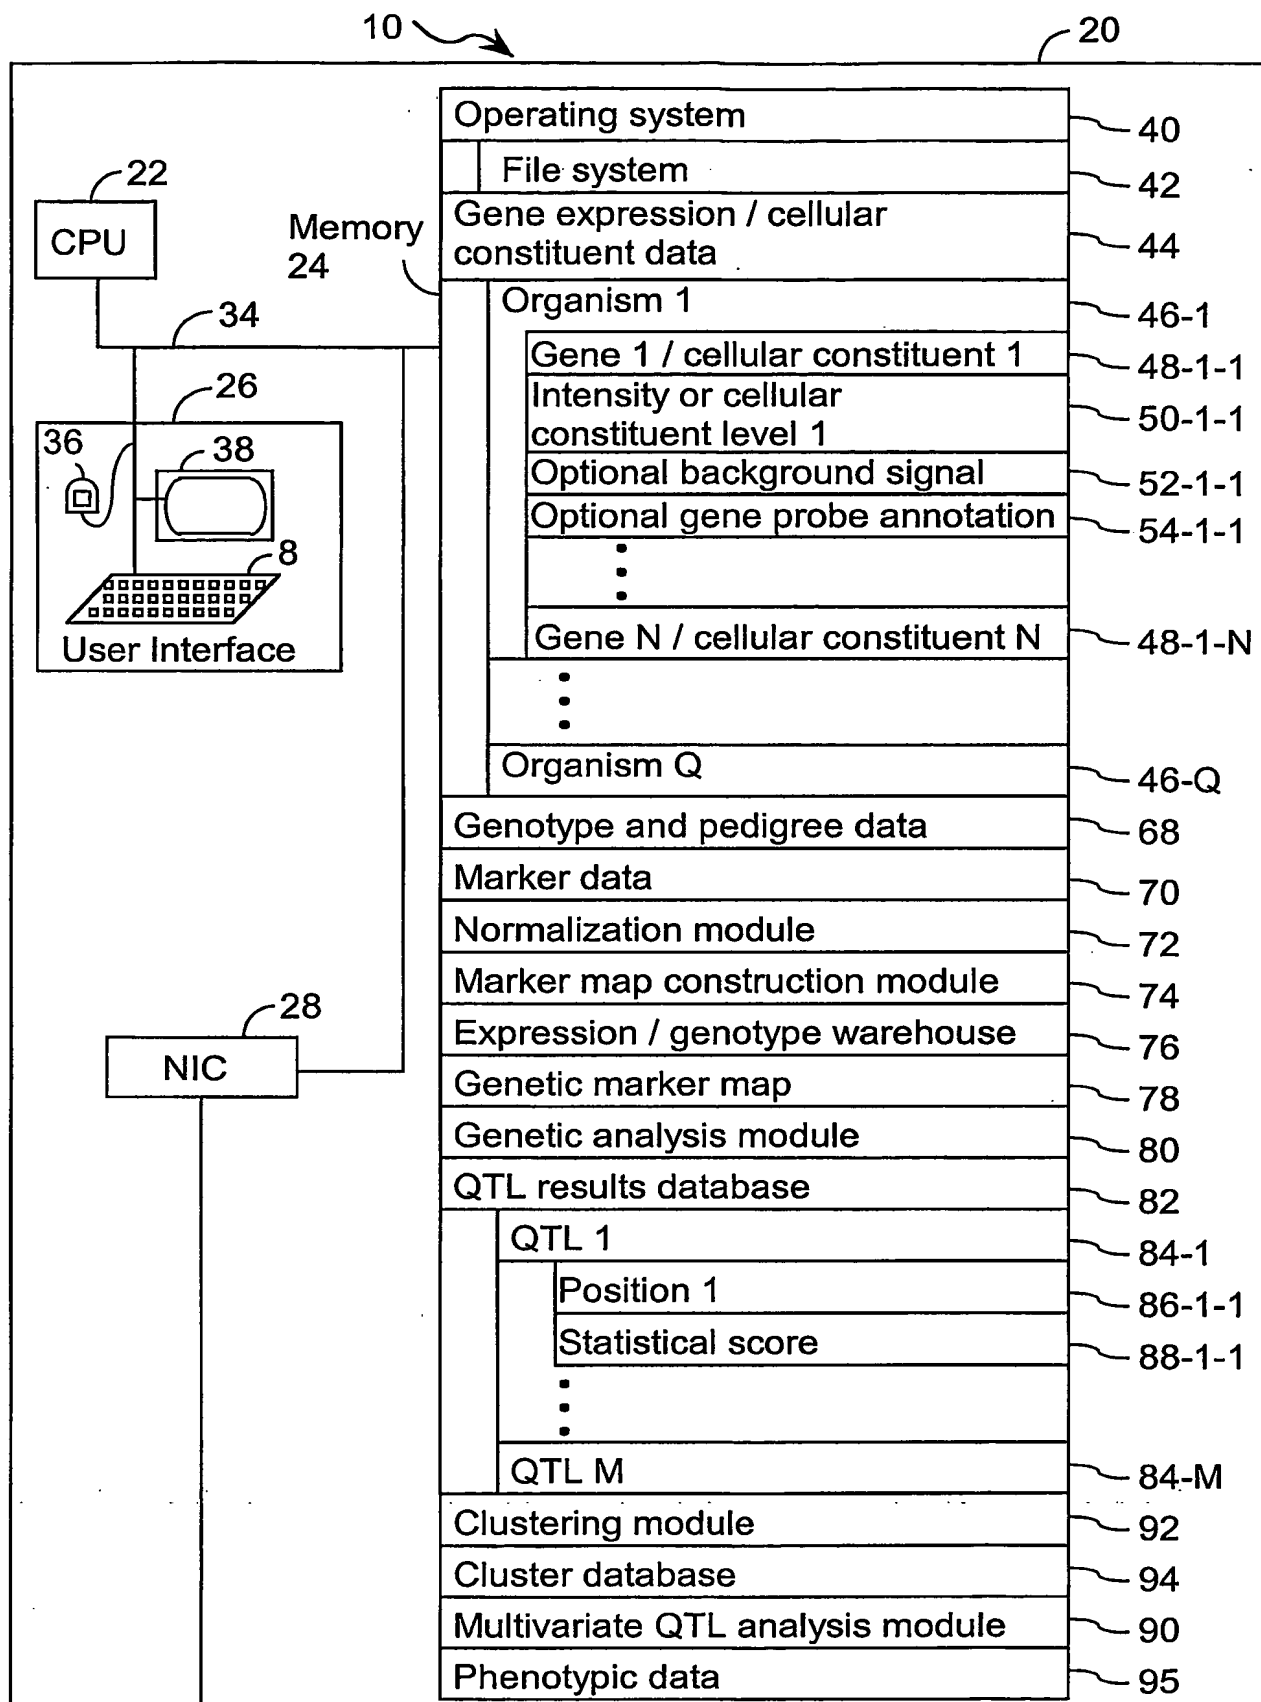 10
20
Operating system
40
File system
42
22
CPU
Memory
24
Gene expression / cellular
constituent data
44
Organism 1
46-1
34
Gene 1 / cellular constituent 1
48-1-1
Intensity or cellular
constituent level 1
50-1-1
26
36
38
Optional background signal
52-1-1
Optional gene probe annotation
54-1-1
8
User Interface
Gene N / cellular constituent N
48-1-N
Organism Q
46-Q
Genotype and pedigree data
68
Marker data
70
Normalization module
72
Marker map construction module
74
28
NIC
Expression / genotype warehouse
76
Genetic marker map
78
Genetic analysis module
80
QTL results database
82
QTL 1
84-1
Position 1
86-1-1
Statistical score
88-1-1
QTL M
84-M
Clustering module
92
Cluster database
94
Multivariate QTL analysis module
90
Phenotypic data
95